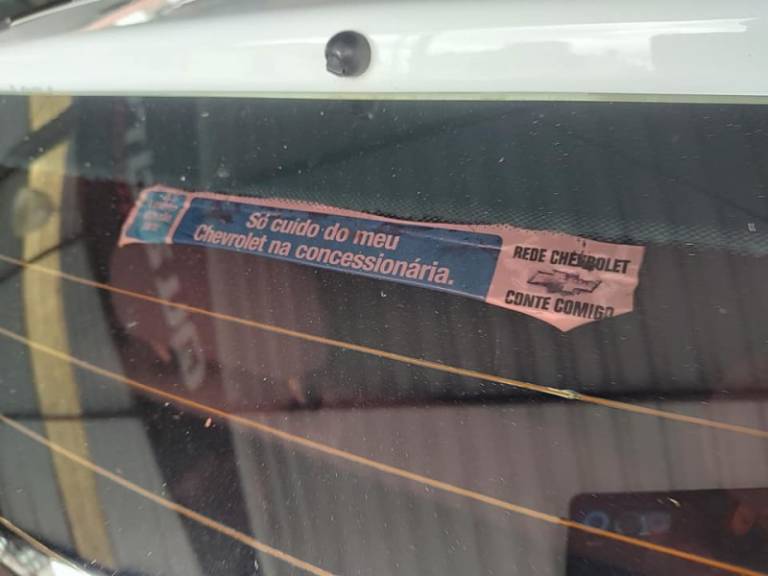 Só cuido do meu
Chevrolet na concessionária.
REDE CHEVROLET
CONTE COMIGO